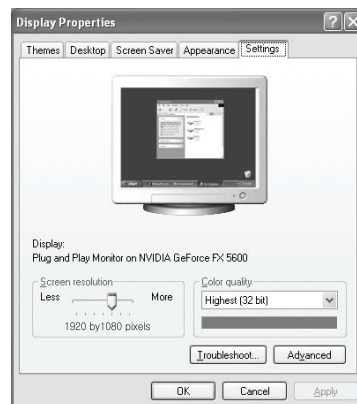 Display Properties
Themes Desktop Screen Saver Appearance Settings
Display:
Plug and Play Monitor on NVIDIA GeForce FX 5600
Screen resolution
Less More
1920 by1080 pixels
Color quality
Highest (32 bit)
Troubleshoot... Advanced
OK Cancel Apply